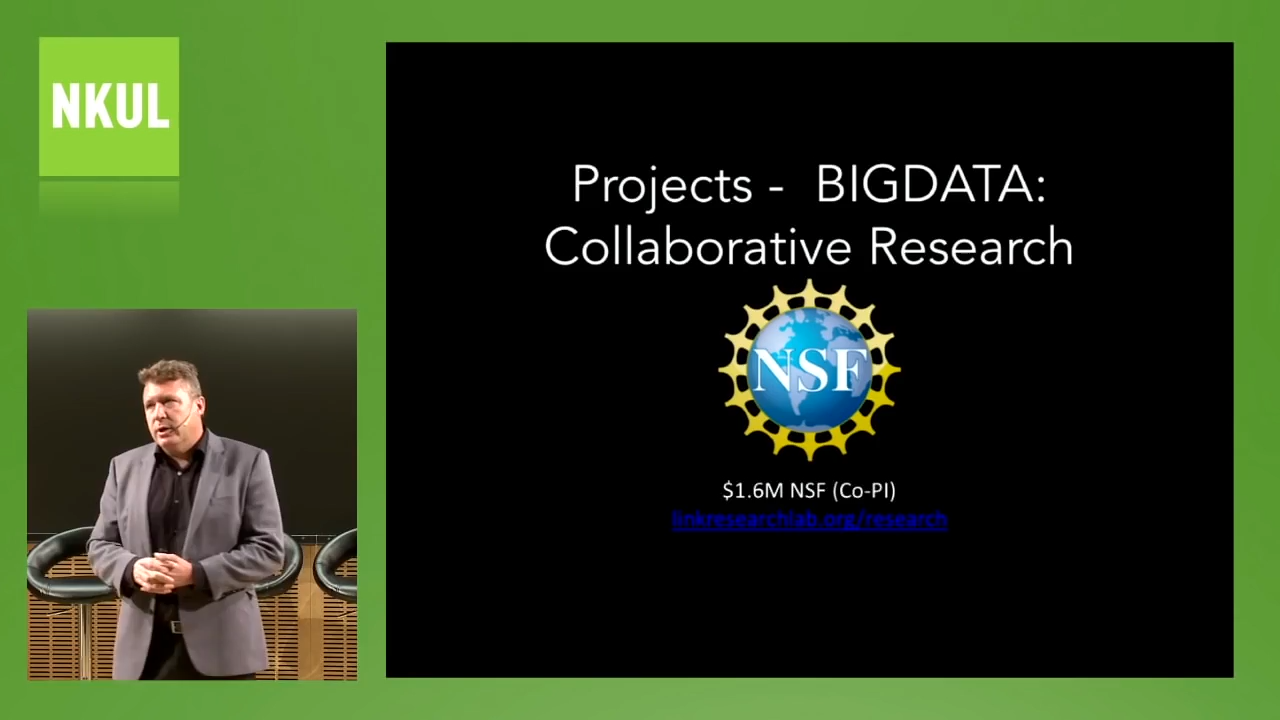 NKUL
Projects -  BIGDATA:
Collaborative Research
NSF
$1.6M NSF (Co-PI)
linkresearchlab.org/research